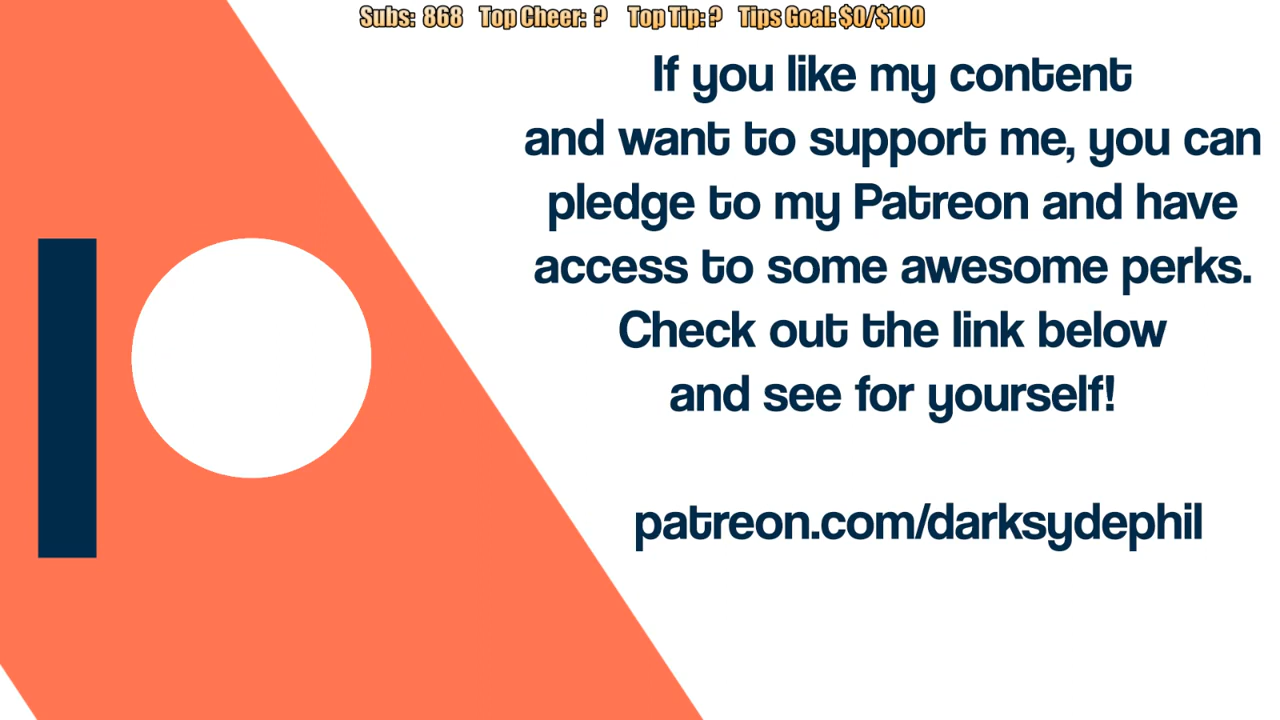 Subs: 868 Top Cheer: ? Top Tip: ? Tips Goal: $0/$100
If you like my content
and want to support me, you can
pledge to my Patreon and have
access to some awesome perks.
Check out the link below
and see for yourself!
patreon.com/darksydephil